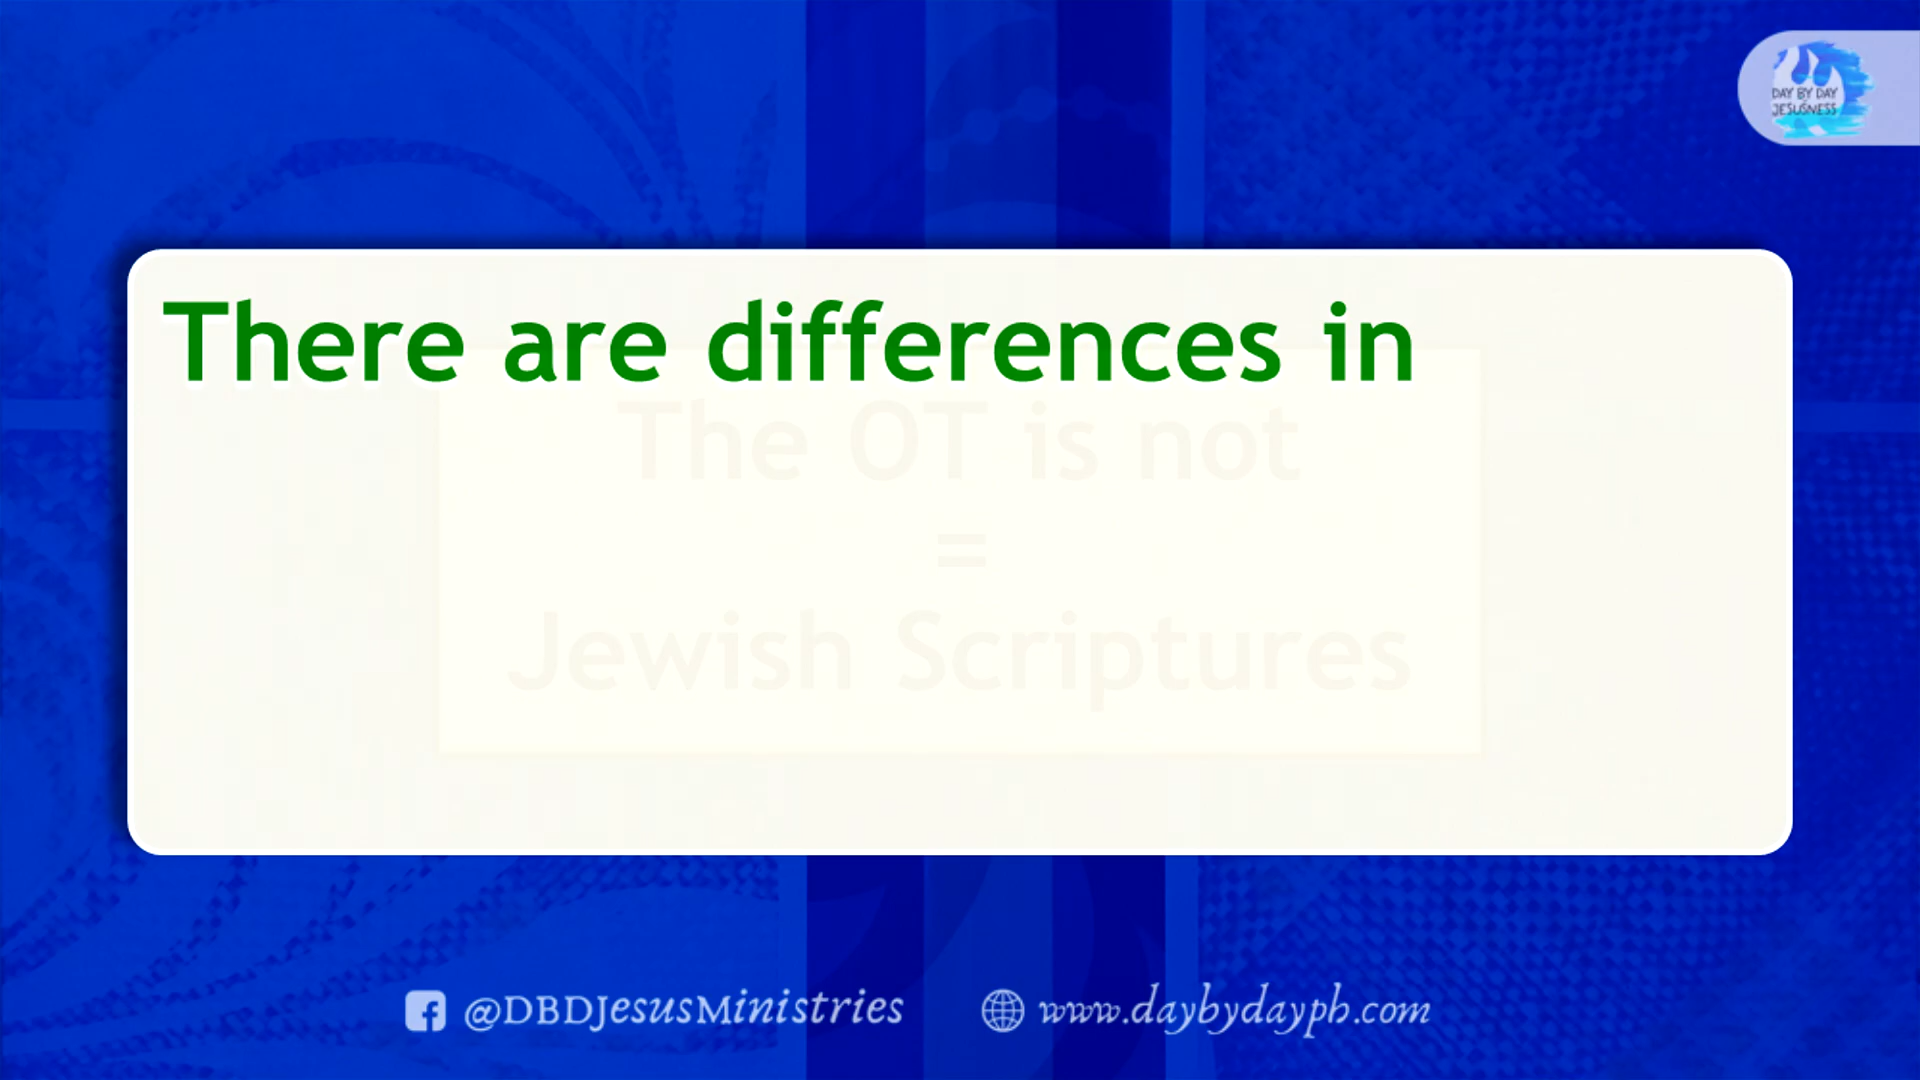 DAY BY DAY
JESUSNESS
There are differences in
The OT is not
=
Jewish Scriptures
@DBDJesusMinistries
www.daybydayph.com